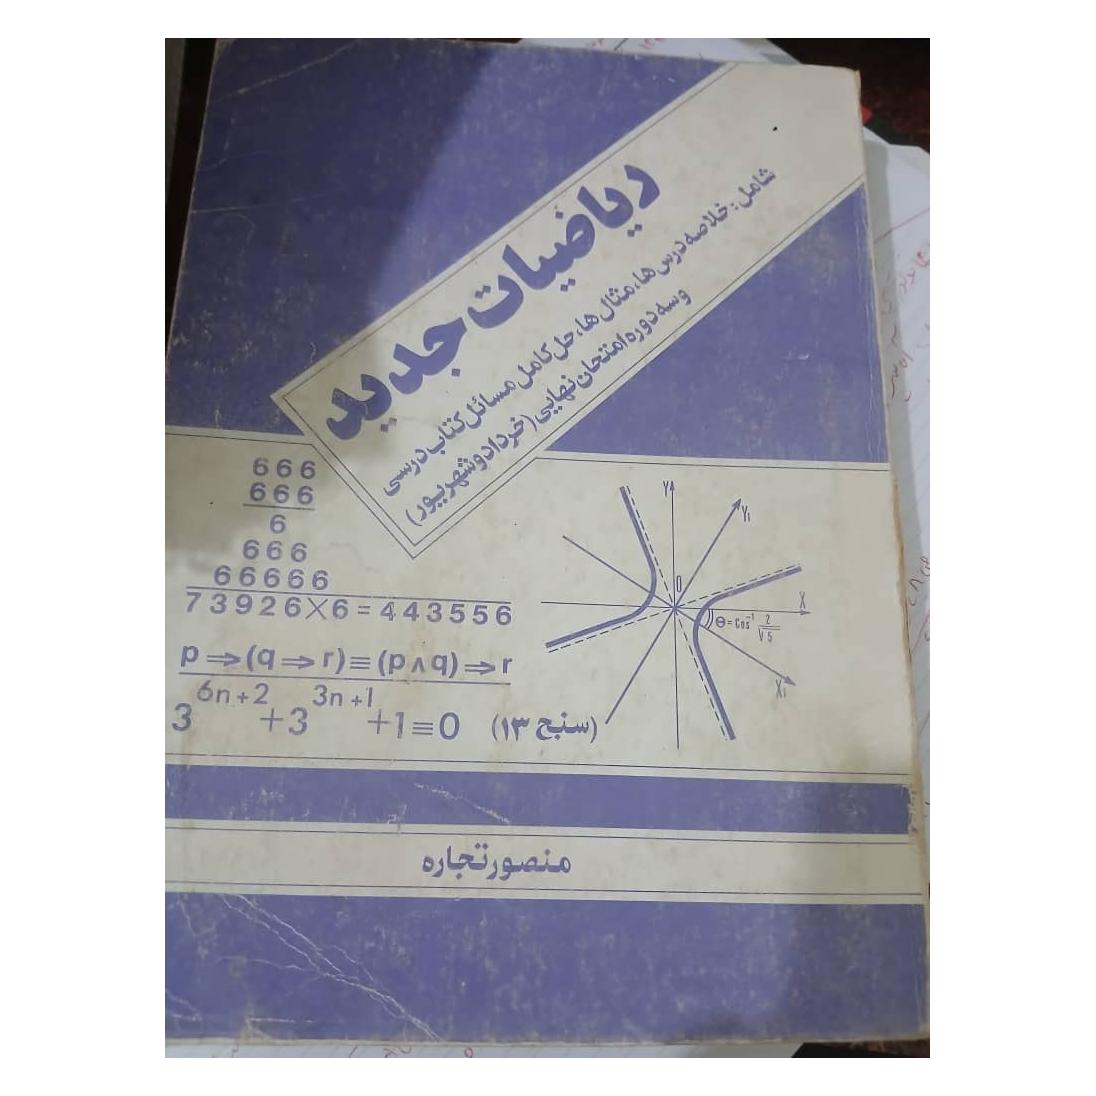 ریاضیات جدید
شامل: خلاصه درس ها، مثال ها، حل کامل مسائل کتاب درسی
و سه دوره امتحان نهایی (خرداد و شهریور)
666
666
6
666
66666
73926×6=443556
p⇒(q⇒r)≡(p∧q)⇒r
3^6n+2 +3^3n+1 +1≡0 (سنج ۱۳)
Y
Y₁
O
X
θ=Cos⁻¹ 2/√5
X₁
منصور تجاره